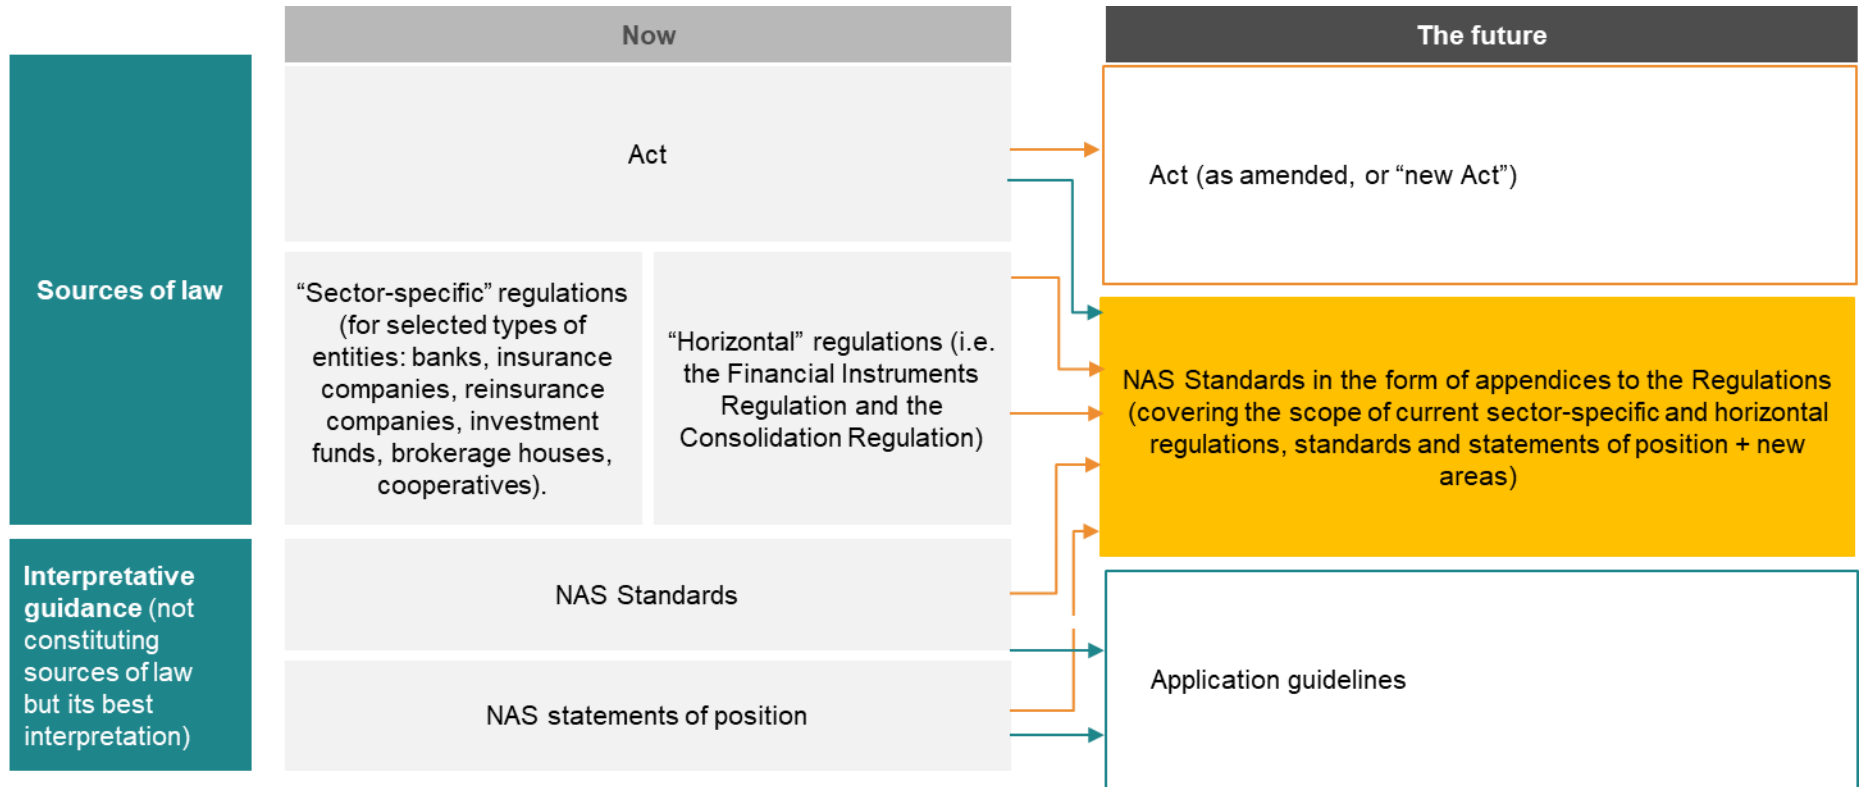 Now
The future
Sources of law
Act
Act (as amended, or “new Act”)
“Sector-specific” regulations
(for selected types of
entities: banks, insurance
companies, reinsurance
companies, investment
funds, brokerage houses,
cooperatives).
“Horizontal” regulations (i.e.
the Financial Instruments
Regulation and the
Consolidation Regulation)
NAS Standards in the form of appendices to the Regulations
(covering the scope of current sector-specific and horizontal
regulations, standards and statements of position + new
areas)
Interpretative
guidance (not
constituting
sources of law
but its best
interpretation)
NAS Standards
NAS statements of position
Application guidelines